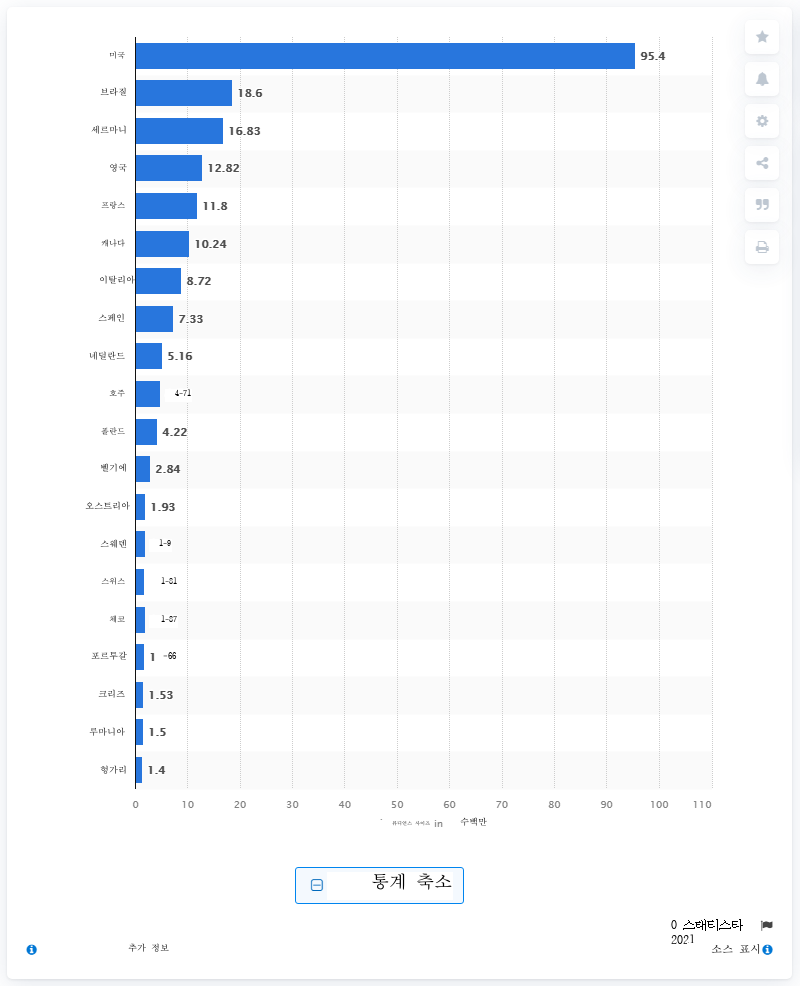 미국 95.4
브라질 18.6
쎄르마니 16.83
영국 12.82
프랑스 11.8
캐나다 10.24
이탈리아 8.72
스페인 7.33
네덜란드 5.16
호주 4-71
폴란드 4.22
벨기에 2.84
오스트리아 1.93
스웨덴 1-9
스위스 1-81
체코 1-87
포르투갈 1 -66
크리즈 1.53
루마니아 1.5
헝가리 1.4
0 10 20 30 40 50 60 70 80 90 100 110
in 수백만
통계 축소
0 스태티스타
2021
추가 정보 소스 표시